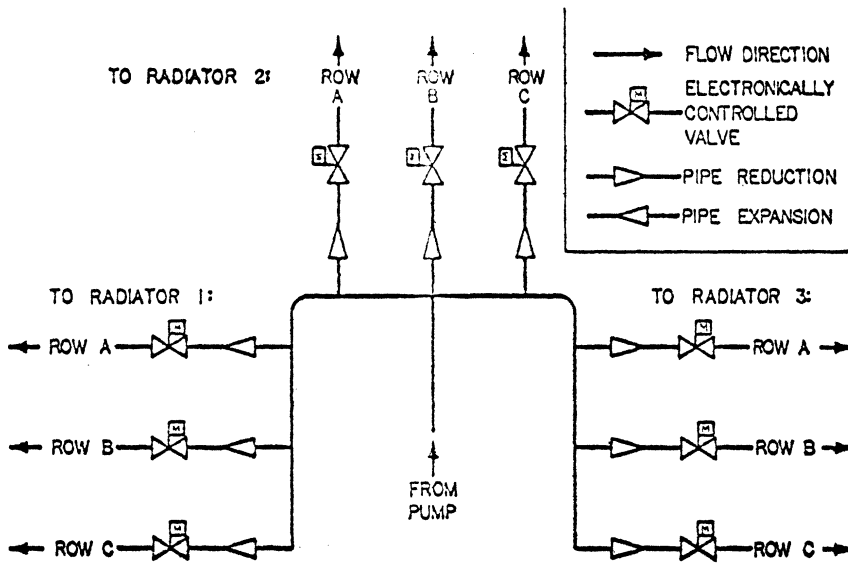 TO RADIATOR 2:
ROW A
ROW B
ROW C
FLOW DIRECTION
M
ELECTRONICALLY
CONTROLLED
VALVE
PIPE REDUCTION
PIPE EXPANSION
TO RADIATOR 1:
TO RADIATOR 3:
M
ROW A
M
ROW A
M
ROW B
M
ROW B
FROM
PUMP
M
ROW C
M
ROW C